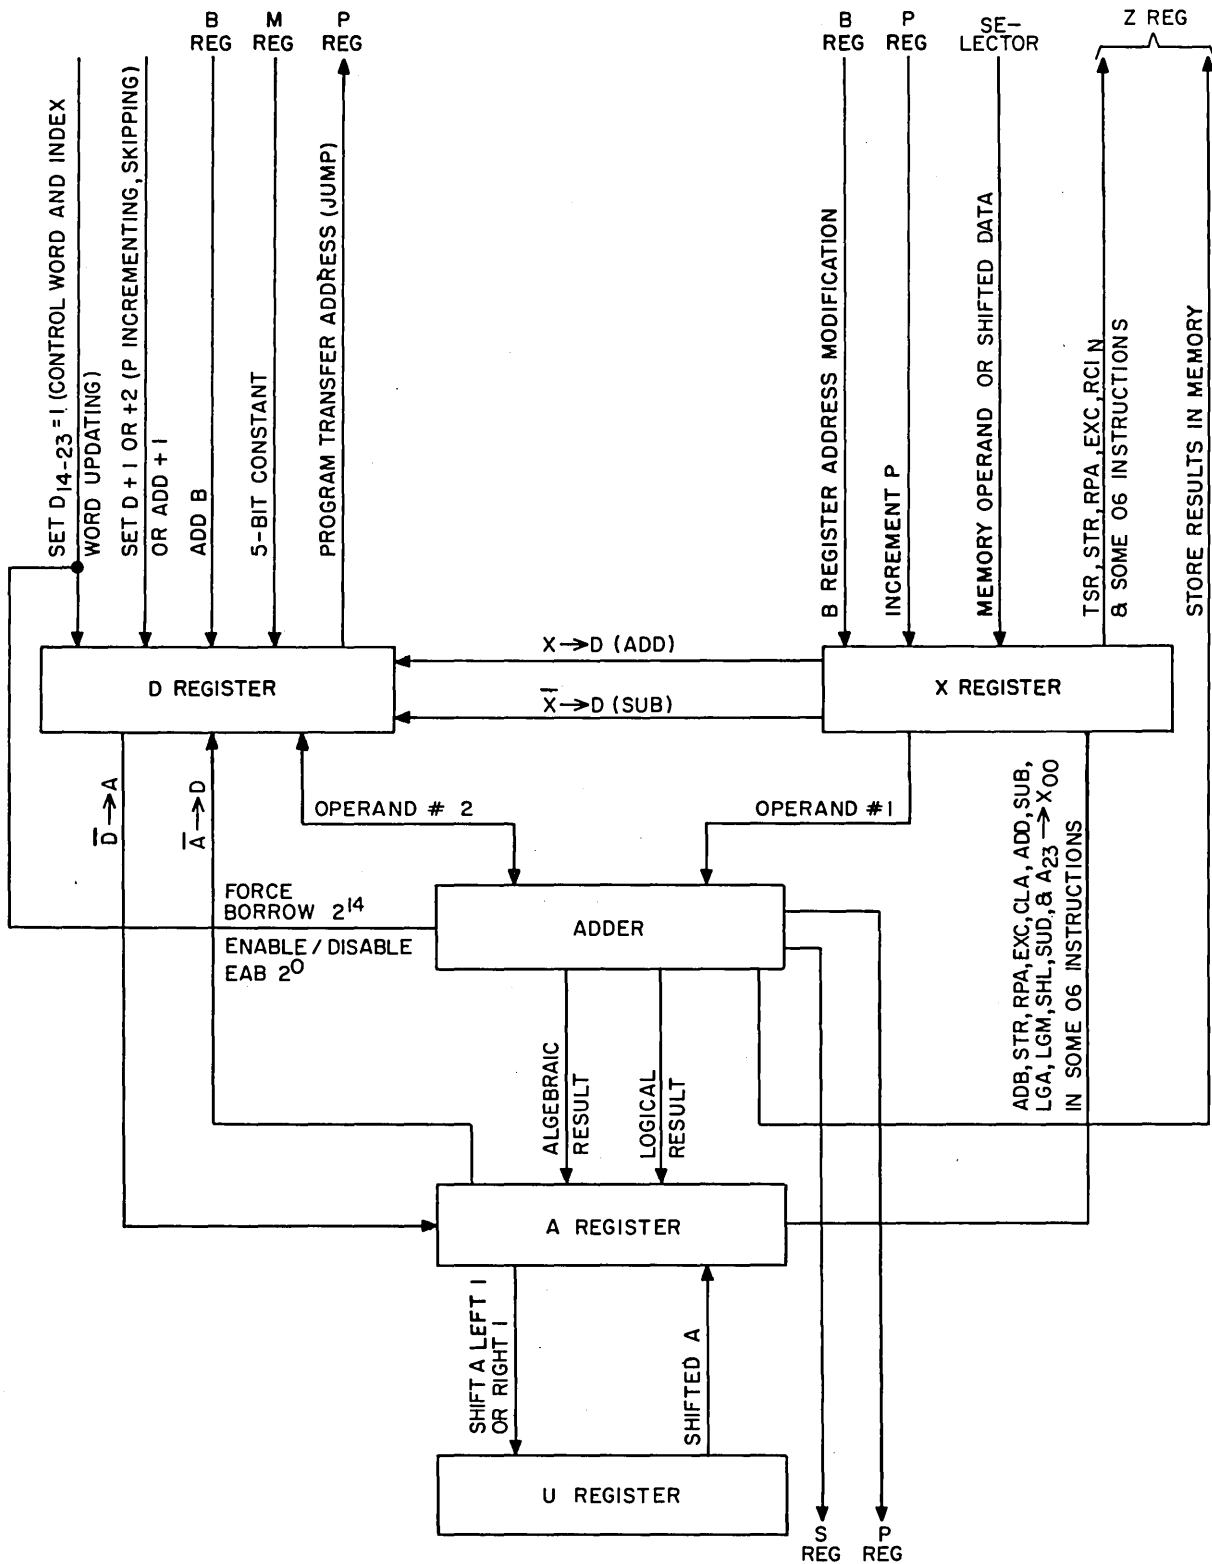 B
REG
M
REG
P
REG
B
REG
P
REG
SE-
LECTOR
Z REG
SET D14-23=1 (CONTROL WORD AND INDEX
WORD UPDATING)
SET D+1 OR +2 (P INCREMENTING, SKIPPING)
OR ADD +1
ADD B
5-BIT CONSTANT
PROGRAM TRANSFER ADDRESS (JUMP)
B REGISTER ADDRESS MODIFICATION
INCREMENT P
MEMORY OPERAND OR SHIFTED DATA
TSR, STR, RPA, EXC, RCIN
& SOME 06 INSTRUCTIONS
STORE RESULTS IN MEMORY
D REGISTER
X→D (ADD)
X̅→D (SUB)
X REGISTER
D̅→A
A̅→D
OPERAND # 2
OPERAND #1
ADB, STR, RPA, EXC, CLA, ADD, SUB,
LGA, LGM, SHL, SUD, & A23→X00
IN SOME 06 INSTRUCTIONS
FORCE
BORROW 2¹⁴
ENABLE/DISABLE
EAB 2⁰
ADDER
ALGEBRAIC
RESULT
LOGICAL
RESULT
A REGISTER
SHIFT A LEFT 1
OR RIGHT 1
SHIFTED A
U REGISTER
S
REG
P
REG